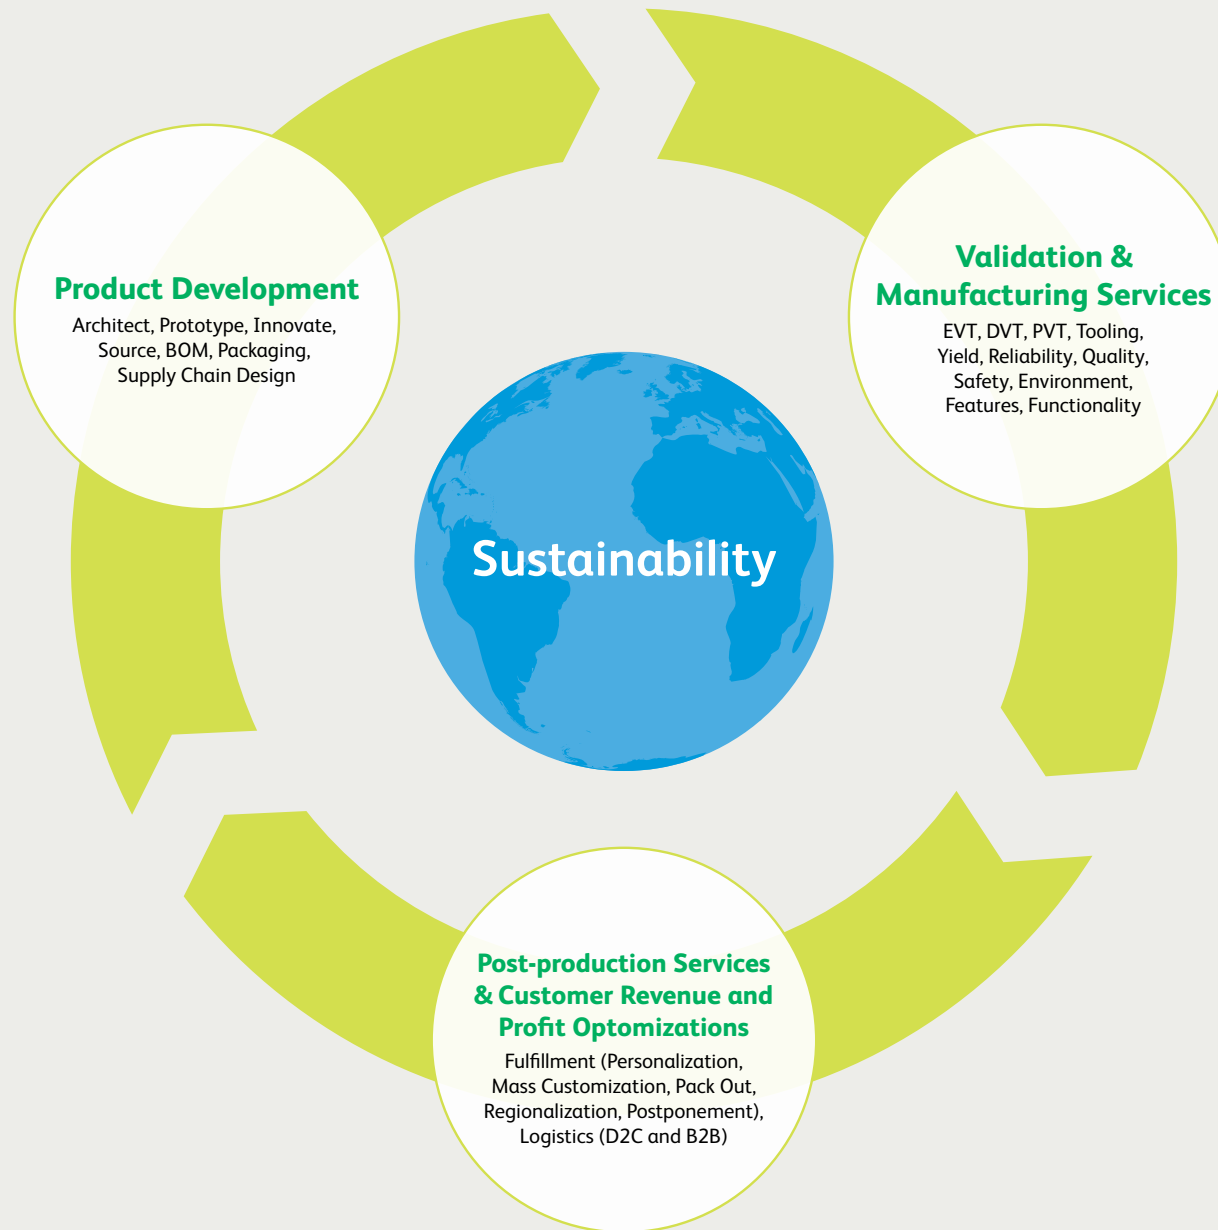 Product Development
Architect, Prototype, Innovate,
Source, BOM, Packaging,
Supply Chain Design
Validation &
Manufacturing Services
EVT, DVT, PVT, Tooling,
Yield, Reliability, Quality,
Safety, Environment,
Features, Functionality
Sustainability
Post-production Services
& Customer Revenue and
Profit Optomizations
Fulfillment (Personalization,
Mass Customization, Pack Out,
Regionalization, Postponement),
Logistics (D2C and B2B)